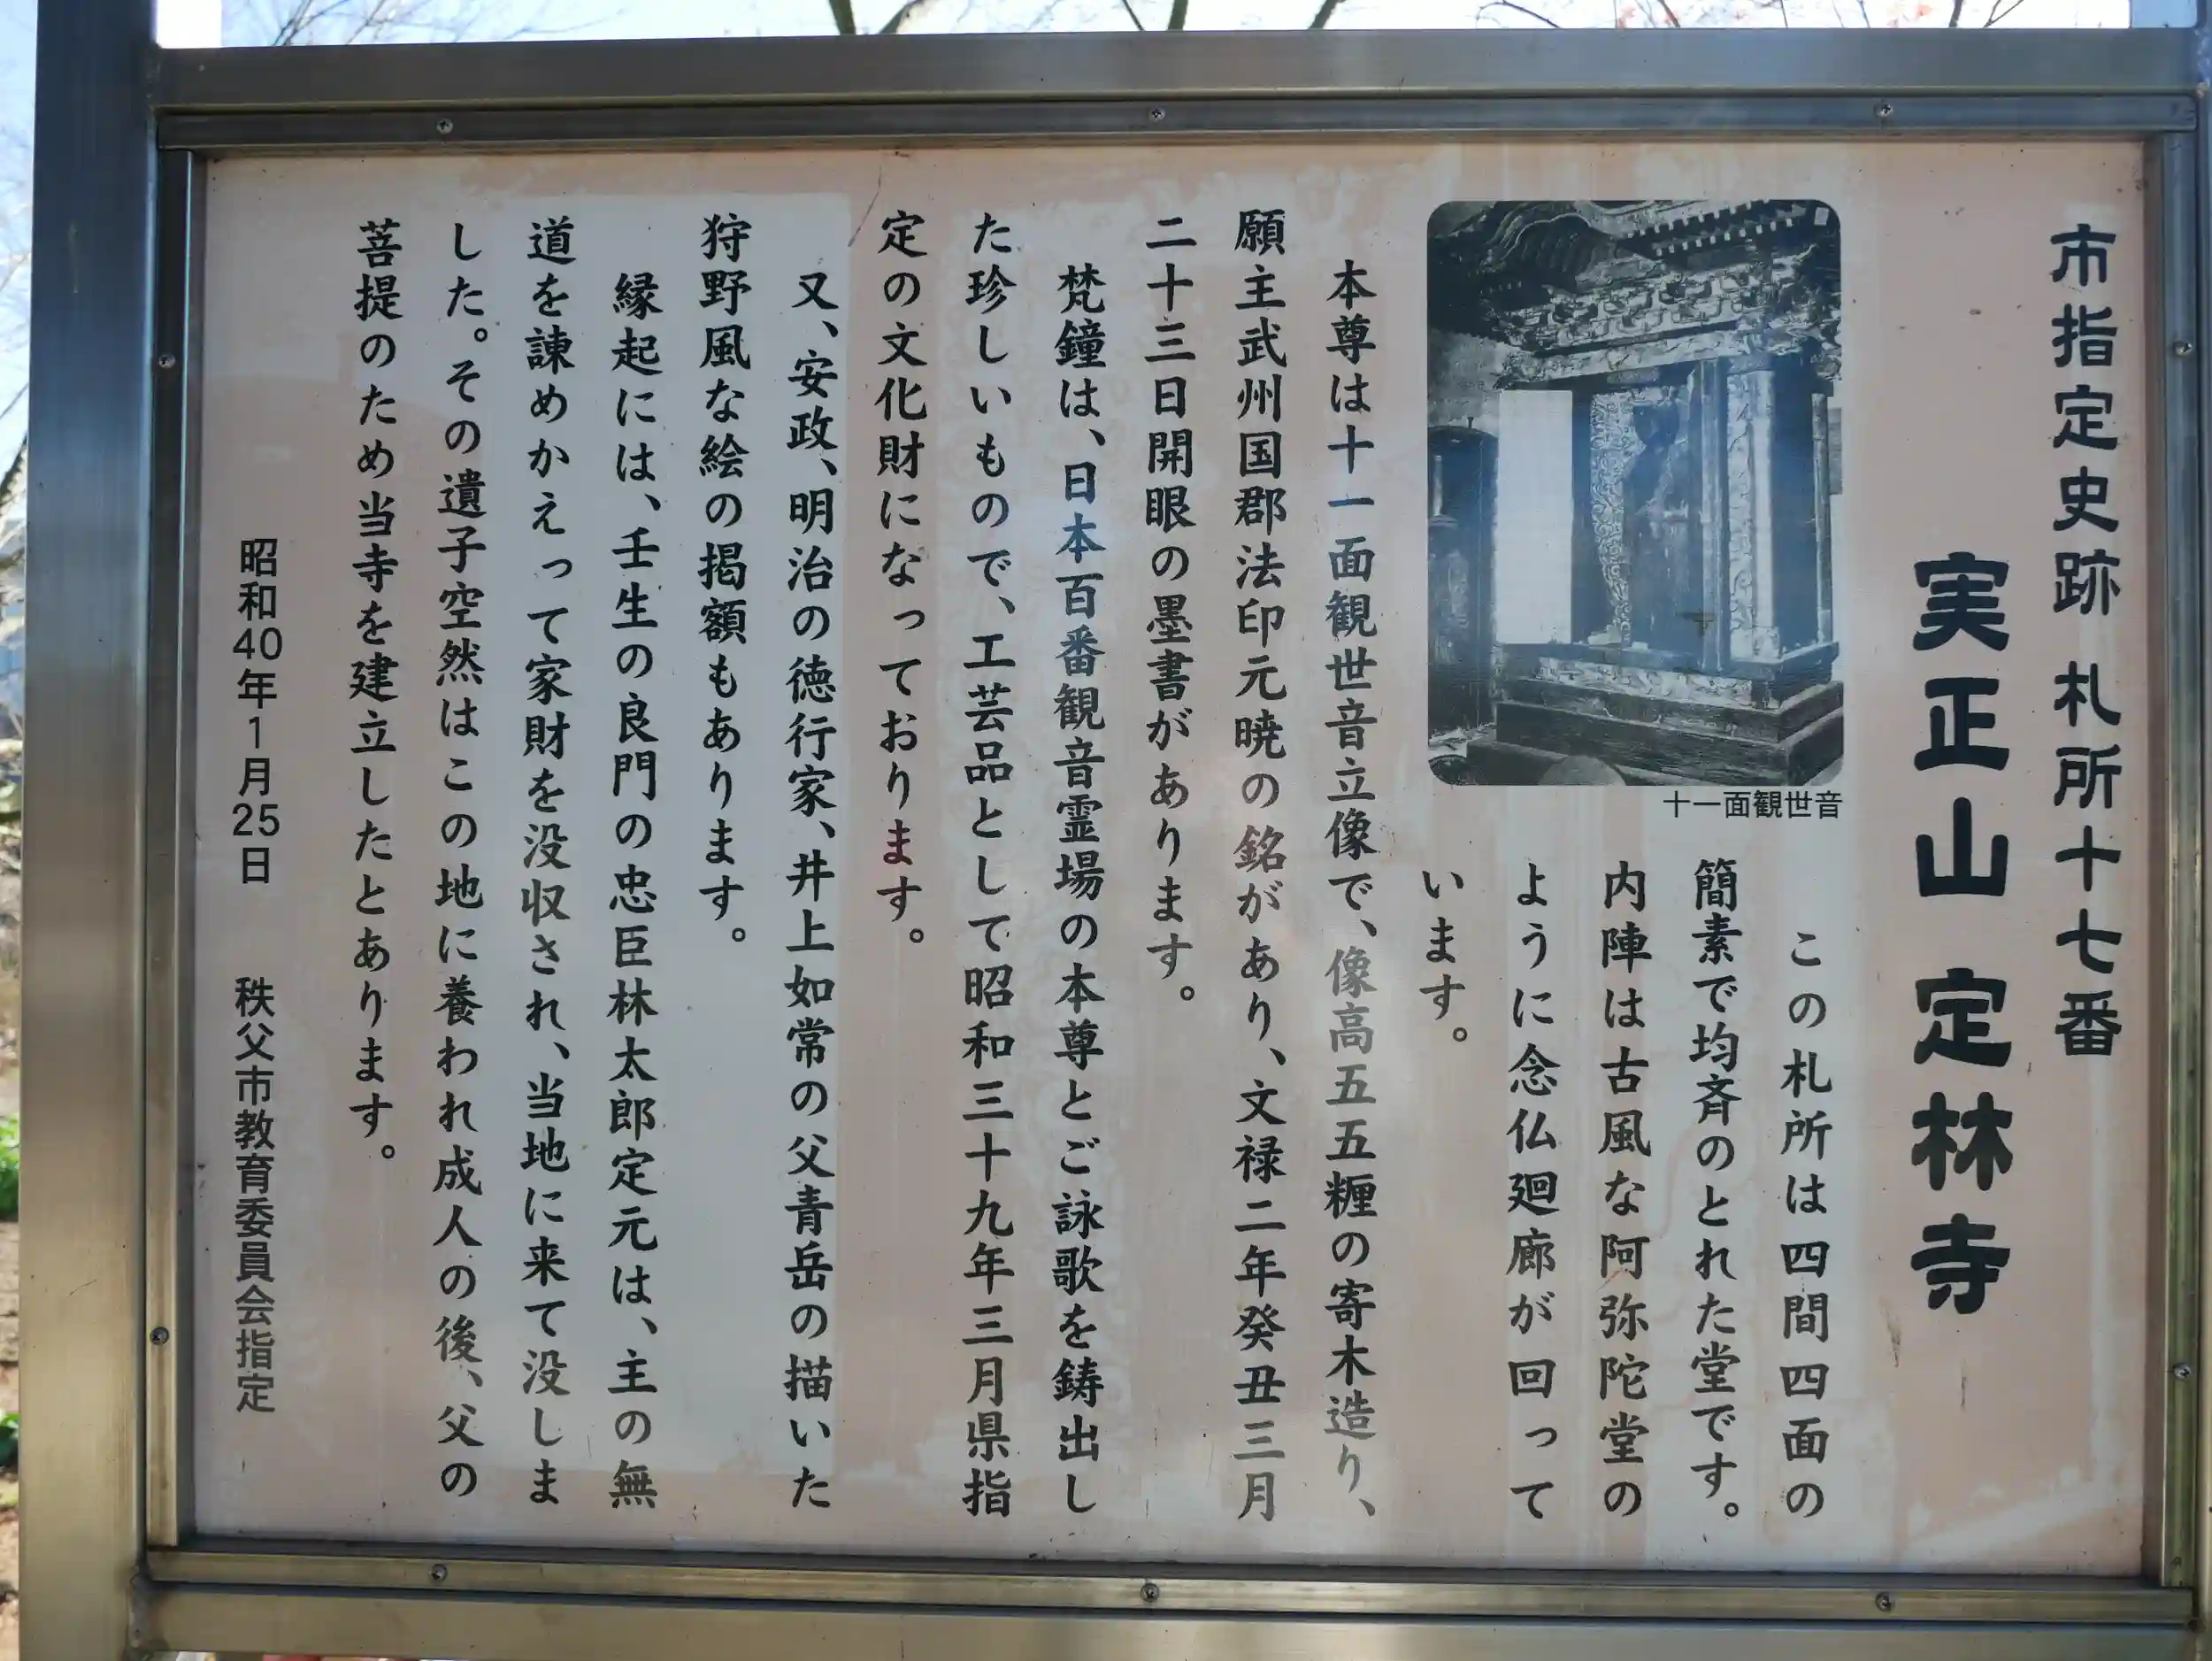 市指定史跡 札所十七番
実正山 定林寺
十一面観世音
この札所は四間四面の
簡素で均斉のとれた堂です。
内陣は古風な阿弥陀堂の
ように念仏廻廊が回って
います。
本尊は十一面観世音立像で、像高五五糎の寄木造り、
願主武州国郡法印元暁の銘があり、文禄二年癸丑三月
二十三日開眼の墨書があります。
梵鐘は、日本百番観音霊場の本尊とご詠歌を鋳出し
た珍しいもので、工芸品として昭和三十九年三月県指
定の文化財になっております。
又、安政、明治の徳行家、井上如常の父青岳の描いた
狩野風な絵の掲額もあります。
縁起には、壬生の良門の忠臣林太郎定元は、主の無
道を諌めかえって家財を没収され、当地に来て没しま
した。その遺子空然はこの地に養われ成人の後、父の
菩提のため当寺を建立したとあります。
昭和40年1月25日 秩父市教育委員会指定